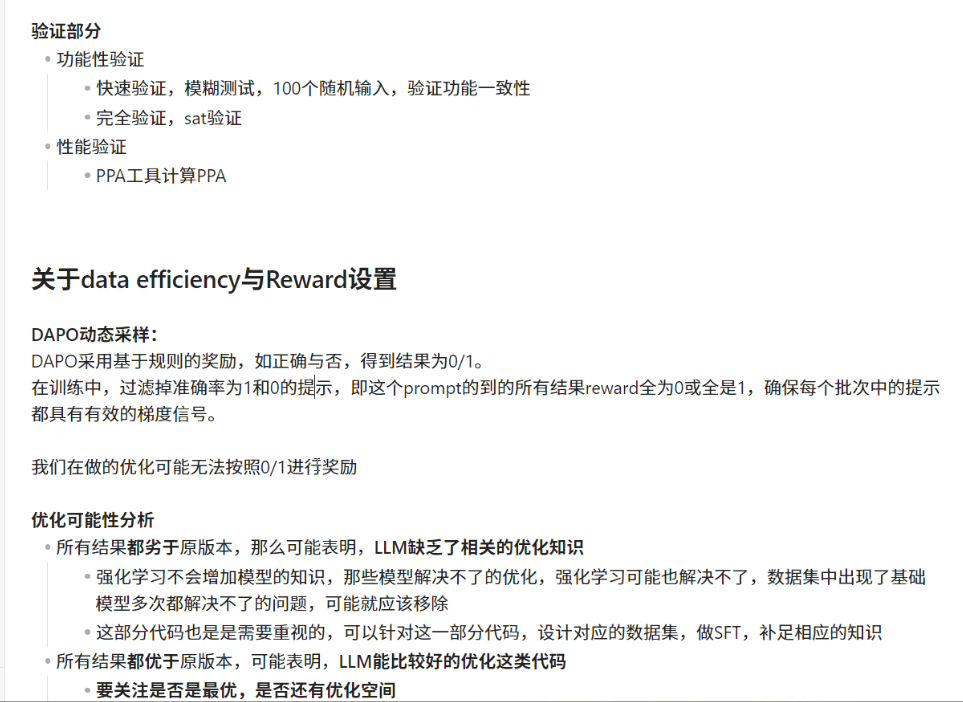 验证部分
功能性验证
快速验证，模糊测试，100个随机输入，验证功能一致性
完全验证，sat验证
性能验证
PPA工具计算PPA
关于data efficiency与Reward设置
DAPO动态采样：
DAPO采用基于规则的奖励，如正确与否，得到结果为0/1。
在训练中，过滤掉准确率为1和0的提示，即这个prompt的到的所有结果reward全为0或全是1，确保每个批次中的提示
都具有有效的梯度信号。
我们在做的优化可能无法按照0/1进行奖励
优化可能性分析
所有结果都劣于原版本，那么可能表明，LLM缺乏了相关的优化知识
强化学习不会增加模型的知识，那些模型解决不了的优化，强化学习可能也解决不了，数据集中出现了基础
模型多次都解决不了的问题，可能就应该移除
这部分代码也是是需要重视的，可以针对这一部分代码，设计对应的数据集，做SFT，补足相应的知识
所有结果都优于原版本，可能表明，LLM能比较好的优化这类代码
要关注是否是最优，是否还有优化空间